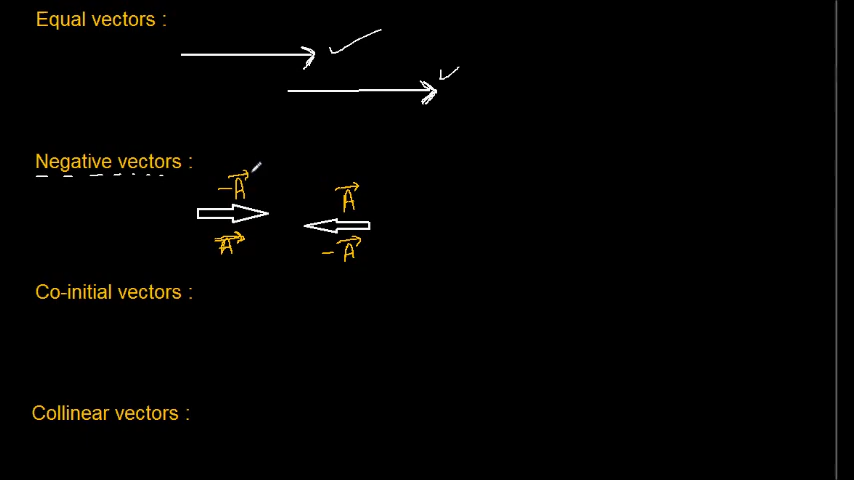 Equal vectors :
Negative vectors :
-A⃗
A⃗
A⃗
-A⃗
Co-initial vectors :
Collinear vectors :